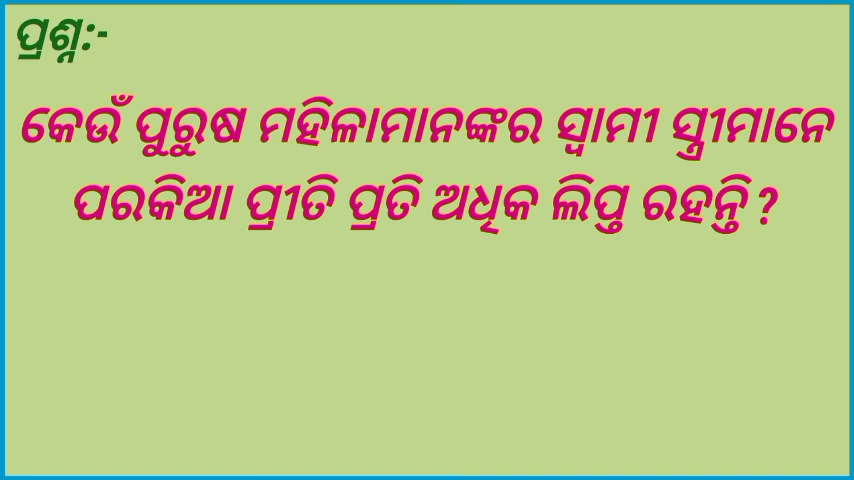 ପ୍ରଶ୍ନ:-
କେଉଁ ପୁରୁଷ ମହିଳାମାନଙ୍କର ସ୍ଵାମୀ ସ୍ତ୍ରୀମାନେ
ପରକିଆ ପ୍ରୀତି ପ୍ରତି ଅଧିକ ଲିପ୍ତ ରହନ୍ତି ?